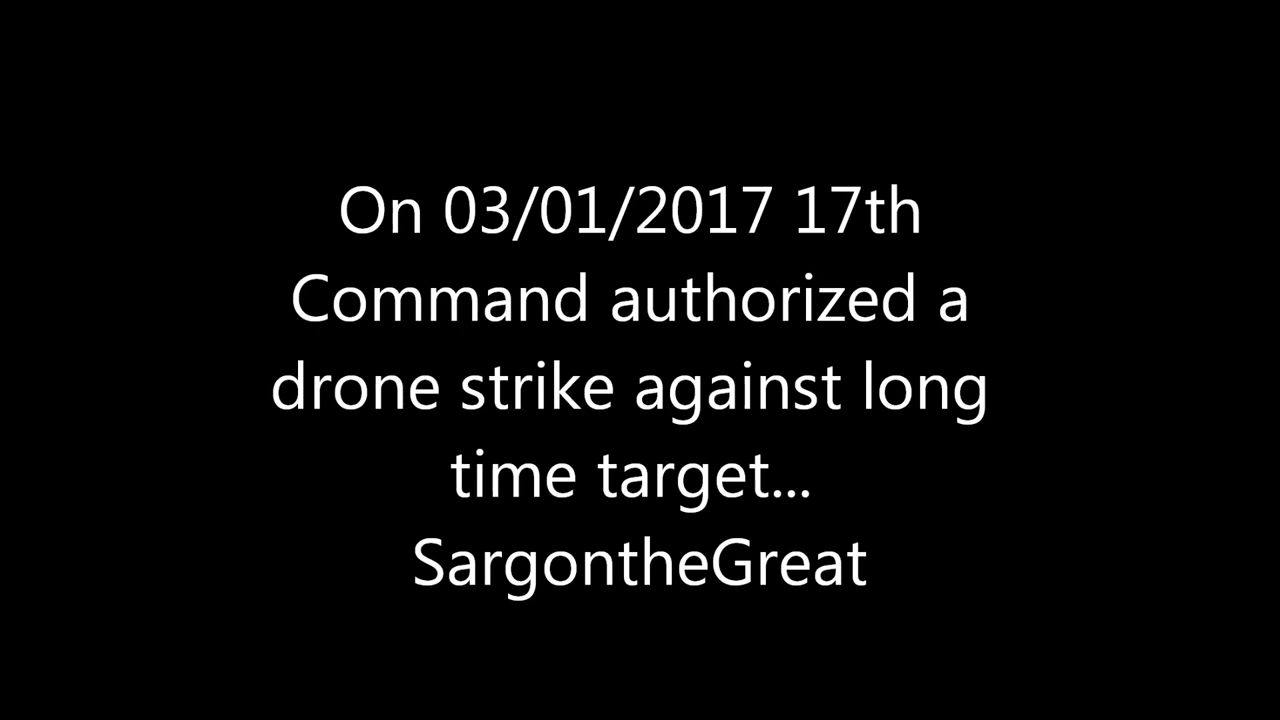 On 03/01/2017 17th
Command authorized a
drone strike against long
time target...
SargontheGreat